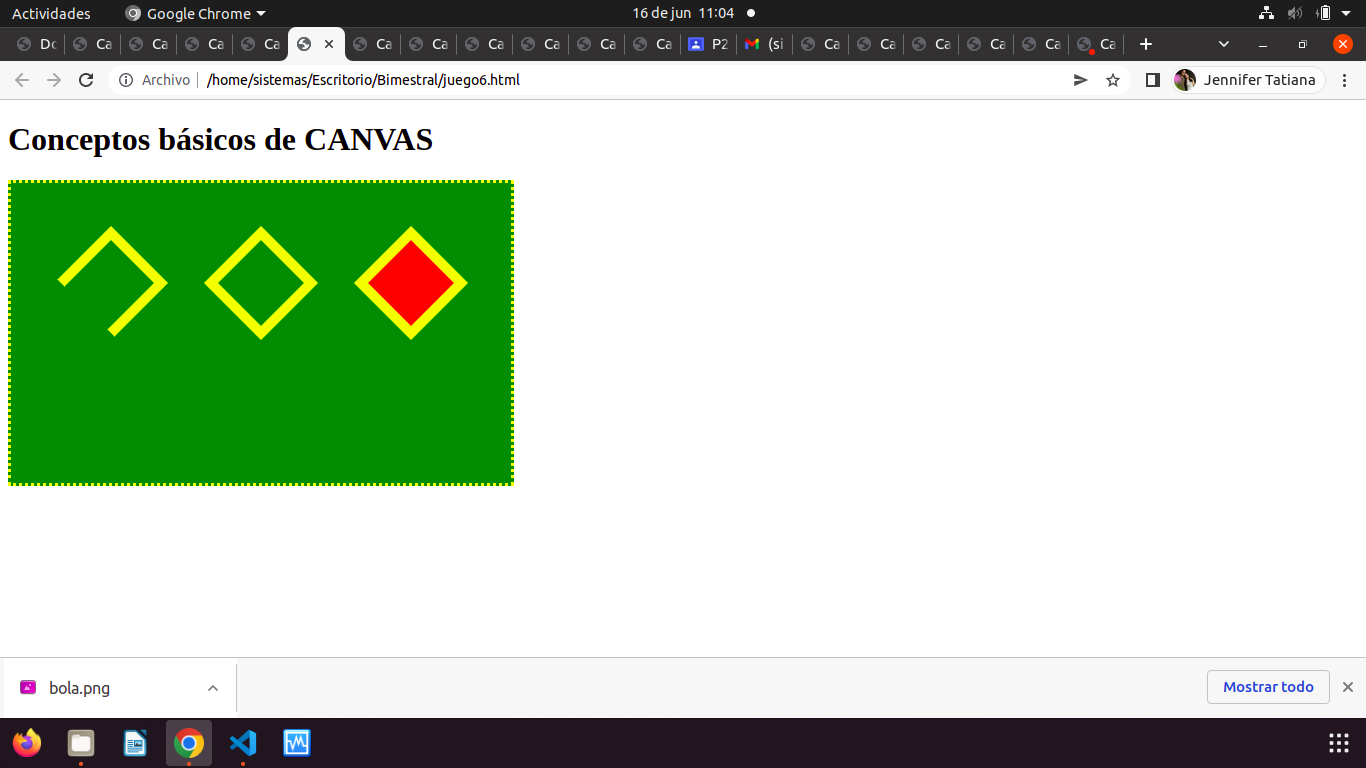 Actividades Google Chrome 16 de jun 11:04
Dc Ca Ca Ca Ca Ca Ca Ca Ca Ca Ca P2 (si Ca Ca Ca Ca Ca Ca
Archivo /home/sistemas/Escritorio/Bimestral/juego6.html Jennifer Tatiana
Conceptos básicos de CANVAS
bola.png Mostrar todo